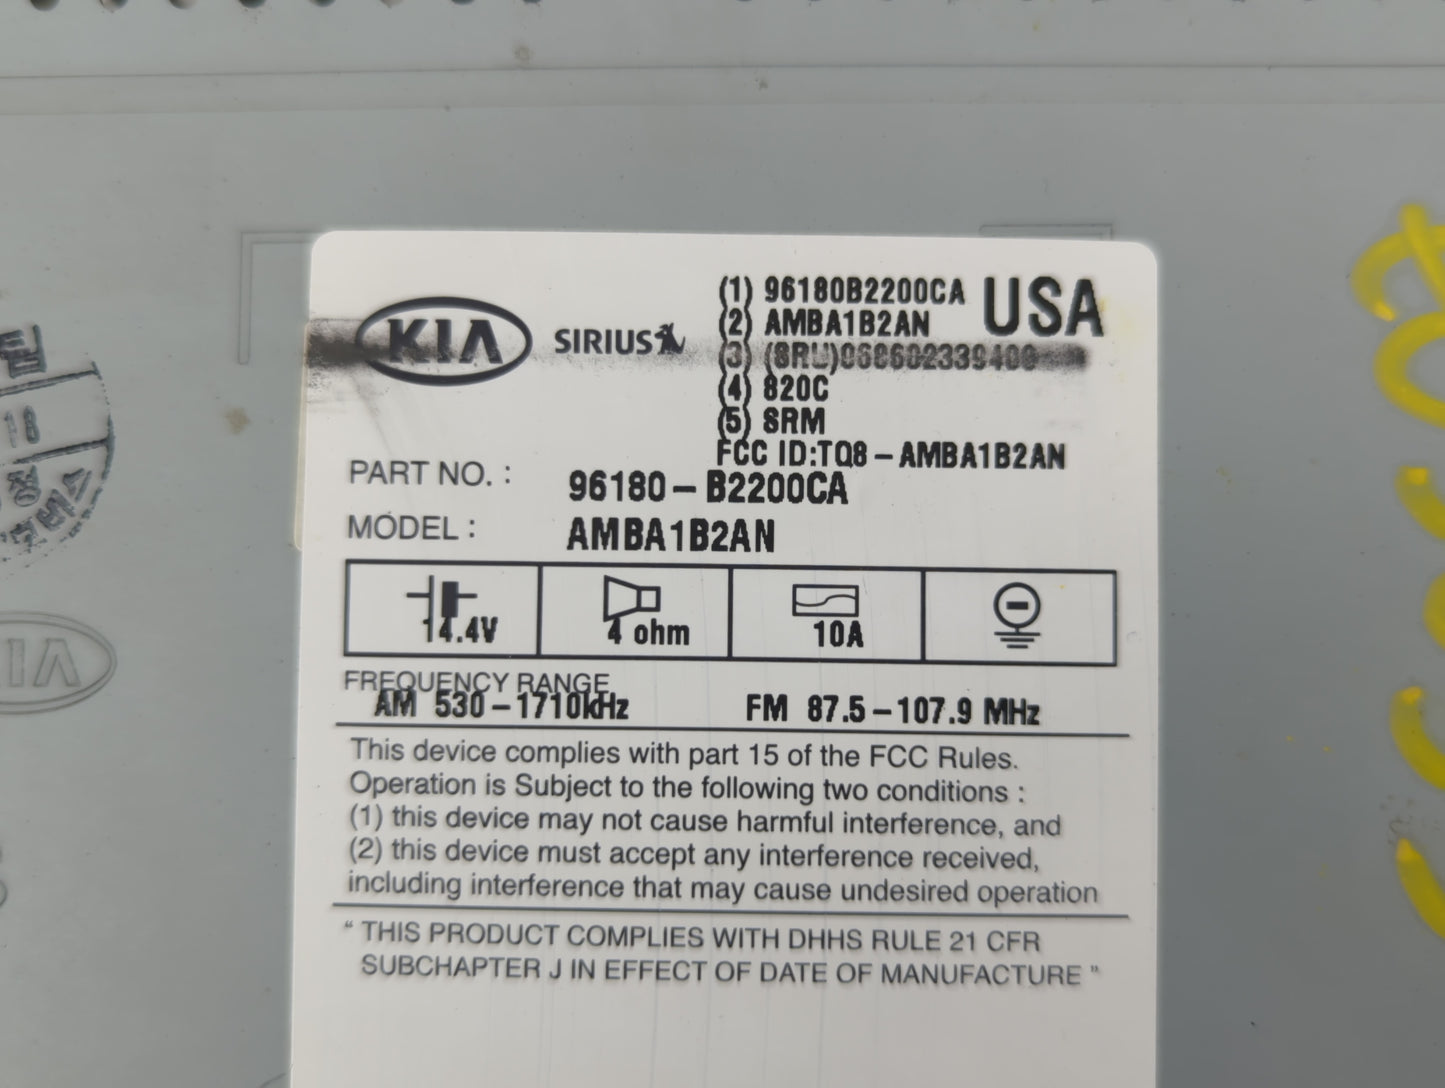 KIA
SIRIUS
(1) 96180B2200CA
USA
(2) AMBA1B2AN
(3) (SRU)068602339400
(4) 820C
(5) SRM
FCC ID:TQ8-AMBA1B2AN
PART NO. : 96180-B2200CA
MODEL : AMBA1B2AN
14.4V 4 ohm 10A
FREQUENCY RANGE
AM 530-1710kHz FM 87.5-107.9 MHz
This device complies with part 15 of the FCC Rules.
Operation is Subject to the following two conditions :
(1) this device may not cause harmful interference, and
(2) this device must accept any interference received,
including interference that may cause undesired operation
“ THIS PRODUCT COMPLIES WITH DHHS RULE 21 CFR
SUBCHAPTER J IN EFFECT OF DATE OF MANUFACTURE ”
KIA